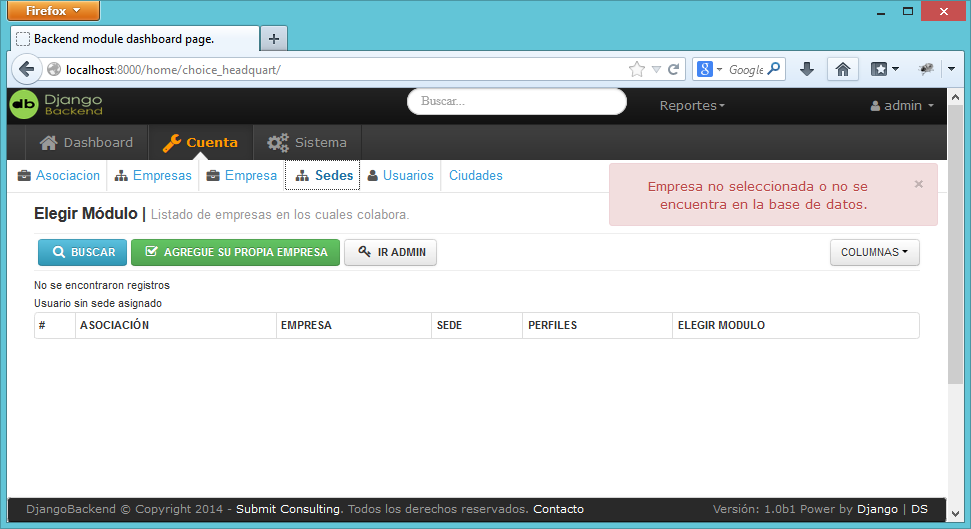 Firefox
Backend module dashboard page.
localhost:8000/home/choice_headquart/
Google
Django
Backend
Buscar...
Reportes
admin
Dashboard
Cuenta
Sistema
Asociacion
Empresas
Empresa
Sedes
Usuarios
Ciudades
Empresa no seleccionada o no se
encuentra en la base de datos.
×
Elegir Módulo | Listado de empresas en los cuales colabora.
BUSCAR
AGREGUE SU PROPIA EMPRESA
IR ADMIN
COLUMNAS
No se encontraron registros
Usuario sin sede asignado
# ASOCIACIÓN EMPRESA SEDE PERFILES ELEGIR MODULO
DjangoBackend © Copyright 2014 - Submit Consulting. Todos los derechos reservados. Contacto
Versión: 1.0b1 Power by Django | DS